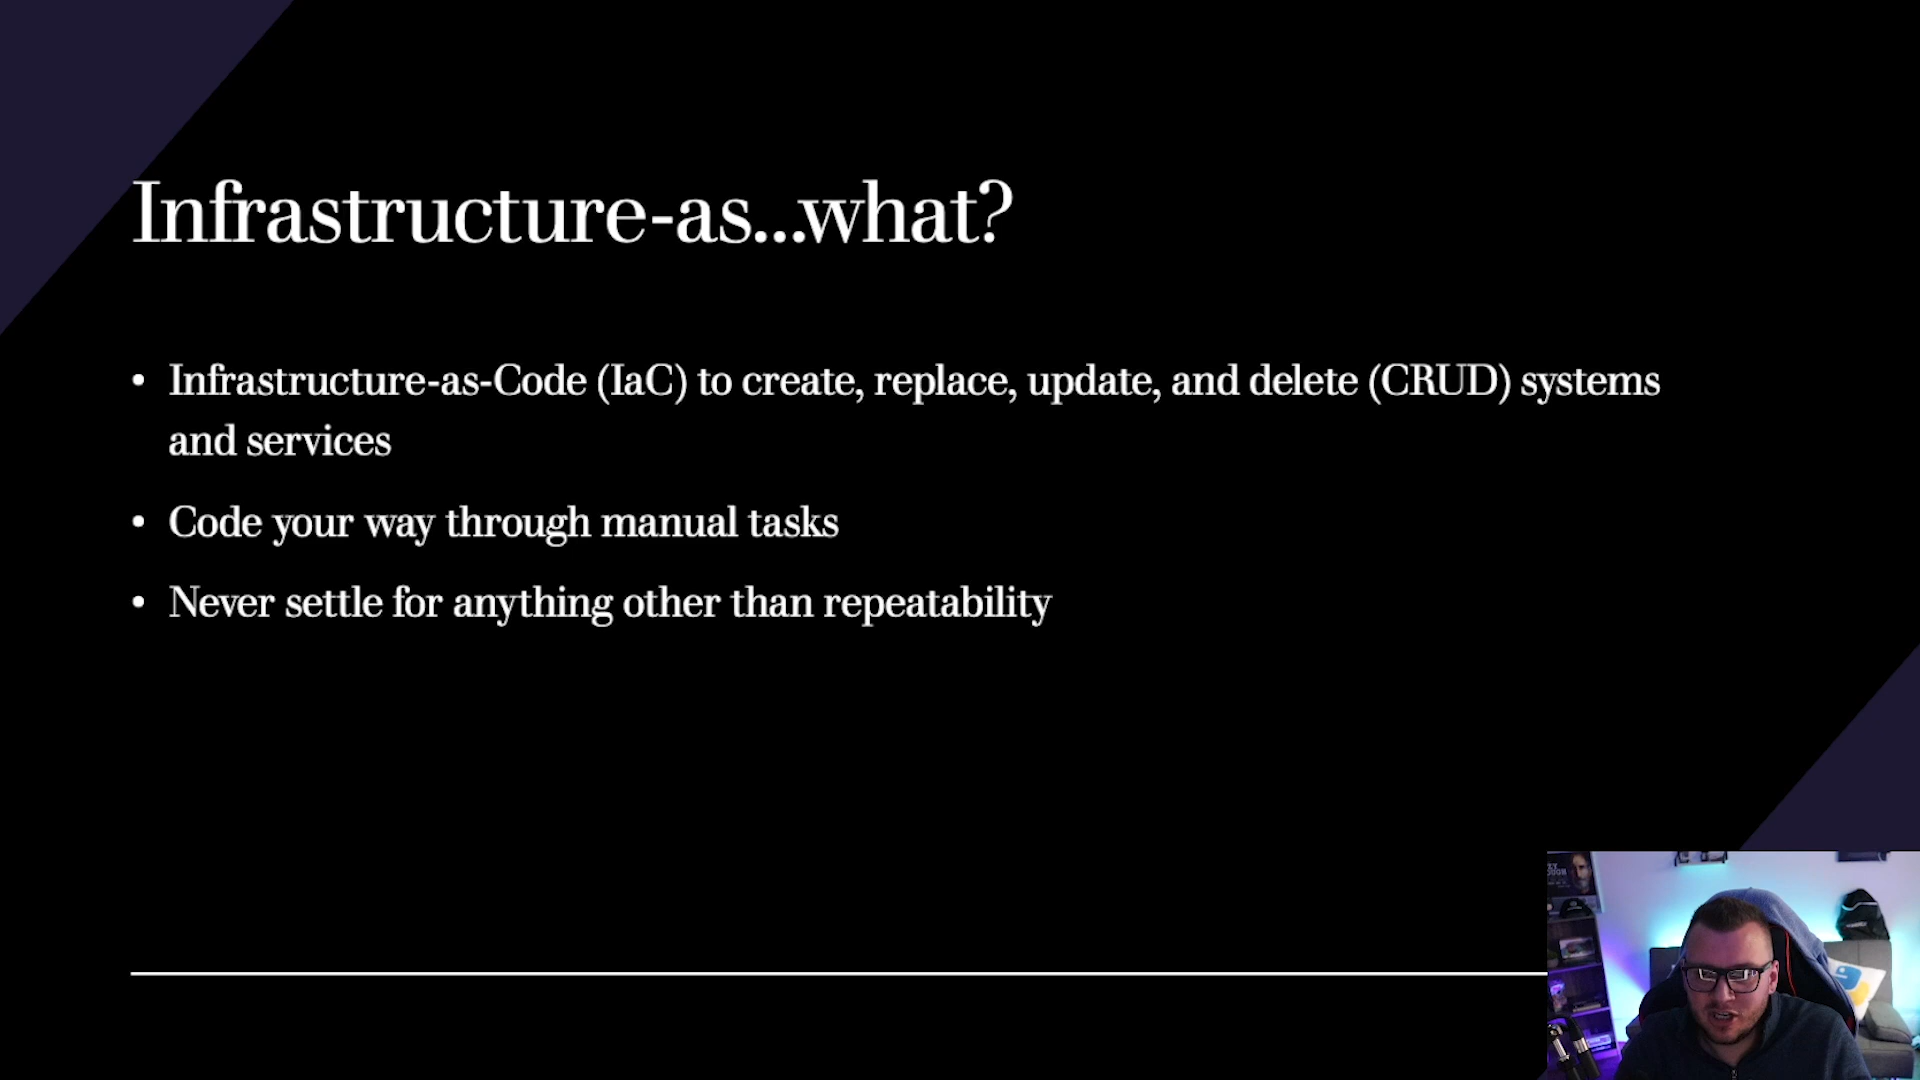 Infrastructure-as...what?
• Infrastructure-as-Code (IaC) to create, replace, update, and delete (CRUD) systems
and services
• Code your way through manual tasks
• Never settle for anything other than repeatability